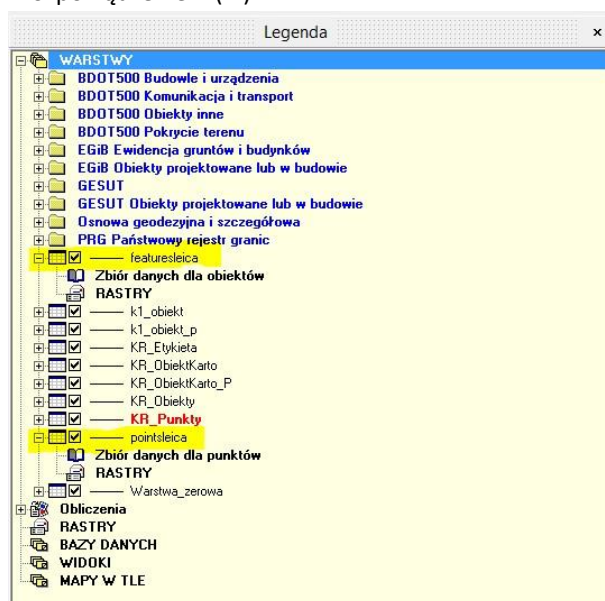 Legenda
WARSTWY
BDOT500 Budowle i urządzenia
BDOT500 Komunikacja i transport
BDOT500 Obiekty inne
BDOT500 Pokrycie terenu
EGiB Ewidencja gruntów i budynków
EGiB Obiekty projektowane lub w budowie
GESUT
GESUT Obiekty projektowane lub w budowie
Osnowa geodezyjna i szczegółowa
PRG Państwowy rejestr granic
featuresleica
Zbiór danych dla obiektów
RASTRY
k1_obiekt
k1_obiekt_p
KR_Etykieta
KR_ObiektKarto
KR_ObiektKarto_P
KR_Obiekty
KR_Punkty
pointsleica
Zbiór danych dla punktów
RASTRY
Warstwa_zerowa
Obliczenia
RASTRY
BAZY DANYCH
WIDOKI
MAPY W TLE